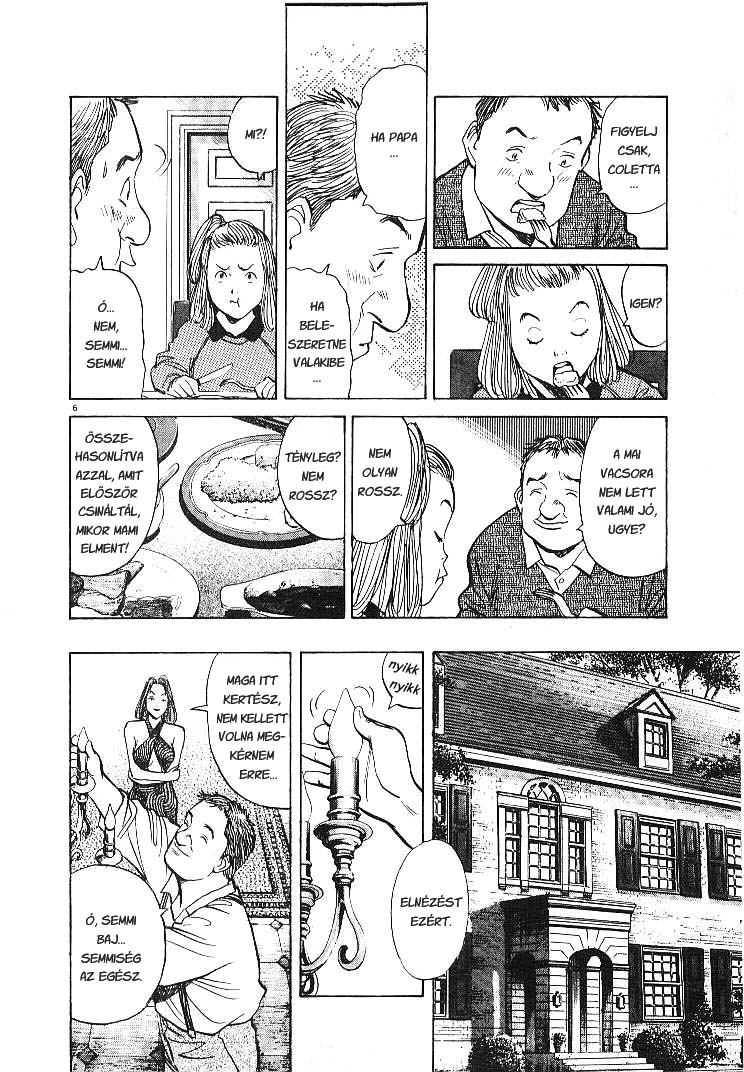 FIGYELJ
CSAK,
COLETTA
...
IGEN?
HA PAPA
...
HA
BELE-
SZERETNE
VALAKIBE
...
MI?!
Ó...
NEM,
SEMMI...
SEMMI!
6
A MAI
VACSORA
NEM LETT
VALAMI JÓ,
UGYE?
NEM
OLYAN
ROSSZ.
TÉNYLEG?
NEM
ROSSZ?
ÖSSZE-
HASONLÍTVA
AZZAL, AMIT
ELŐSZÖR
CSINÁLTÁL,
MIKOR MAMI
ELMENT!
nyikk
nyikk
ELNÉZÉST
EZÉRT.
MAGA ITT
KERTÉSZ,
NEM KELLETT
VOLNA MEG-
KÉRNEM
ERRE...
Ó, SEMMI
BAJ...
SEMMISÉG
AZ EGÉSZ.